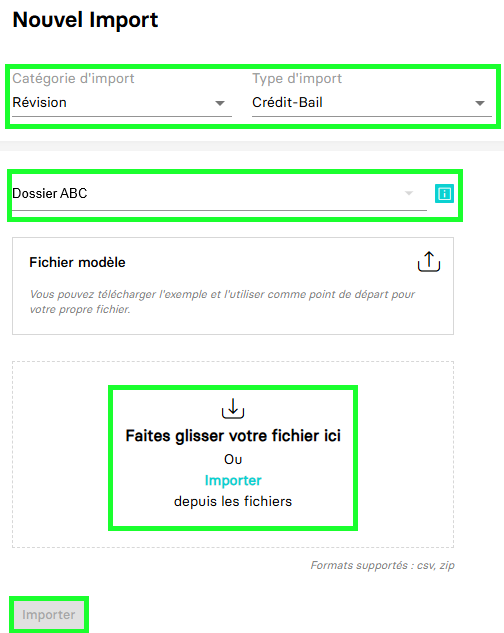 Nouvel Import
Catégorie d'import Type d'import
Révision Crédit-Bail
Dossier ABC
Fichier modèle
Vous pouvez télécharger l'exemple et l'utiliser comme point de départ pour
votre propre fichier.
Faites glisser votre fichier ici
Ou
Importer
depuis les fichiers
Formats supportés : csv, zip
Importer